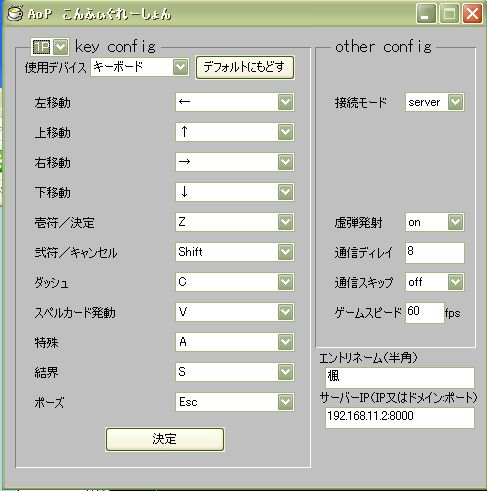 AoP こんふぃぐれーしょん
1P key config
使用デバイス キーボード デフォルトにもどす
左移動 ←
上移動 ↑
右移動 →
下移動 ↓
壱符／決定 Z
弐符／キャンセル Shift
ダッシュ C
スペルカード発動 V
特殊 A
結界 S
ポーズ Esc
決定
other config
接続モード server
虚弾発射 on
通信ディレイ 8
通信スキップ off
ゲームスピード 60 fps
エントリネーム(半角)
楓
サーバーIP(IP又はドメイン:ポート)
192.168.11.2:8000